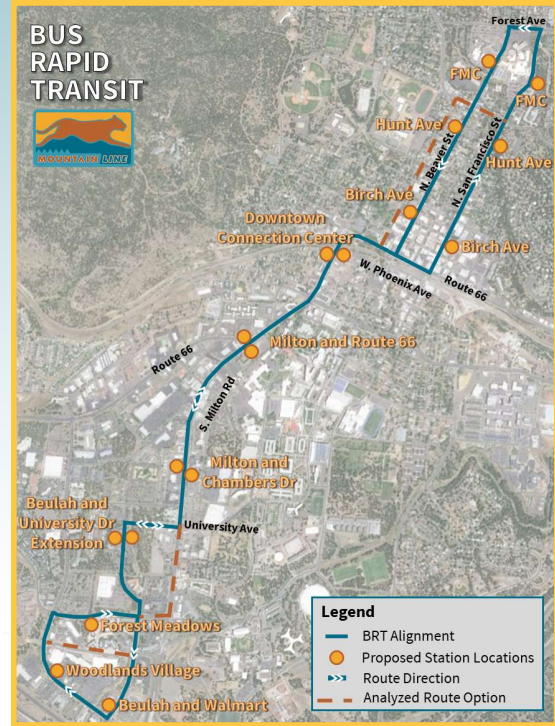 BUS
RAPID
TRANSIT
MOUNTAIN LINE
Forest Ave
FMC
FMC
Hunt Ave
N. Beaver St
N. San Francisco St
Hunt Ave
Birch Ave
Downtown
Connection Center
Birch Ave
W. Phoenix Ave
Route 66
Milton and Route 66
Route 66
S. Milton Rd
Milton and
Chambers Dr
Beulah and
University Dr
Extension
University Ave
Forest Meadows
Woodlands Village
Beulah and Walmart
Legend
BRT Alignment
Proposed Station Locations
Route Direction
Analyzed Route Option